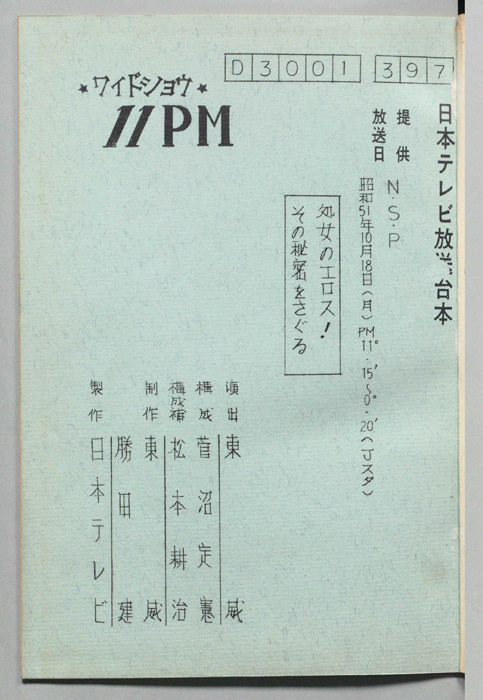 D3001 397
★ワイドショウ★
11PM
日本テレビ放送台本
提供 N・S・P
放送日 昭和51年10月18日(月)PM11°・15′〜0°・20′(Jスタ)
処女のエロス!
その秘密をさぐる
演出 東 威
構成 菅沼定憲
構成補 松本耕治
制作 東 威
勝田 建
製作 日本テレビ